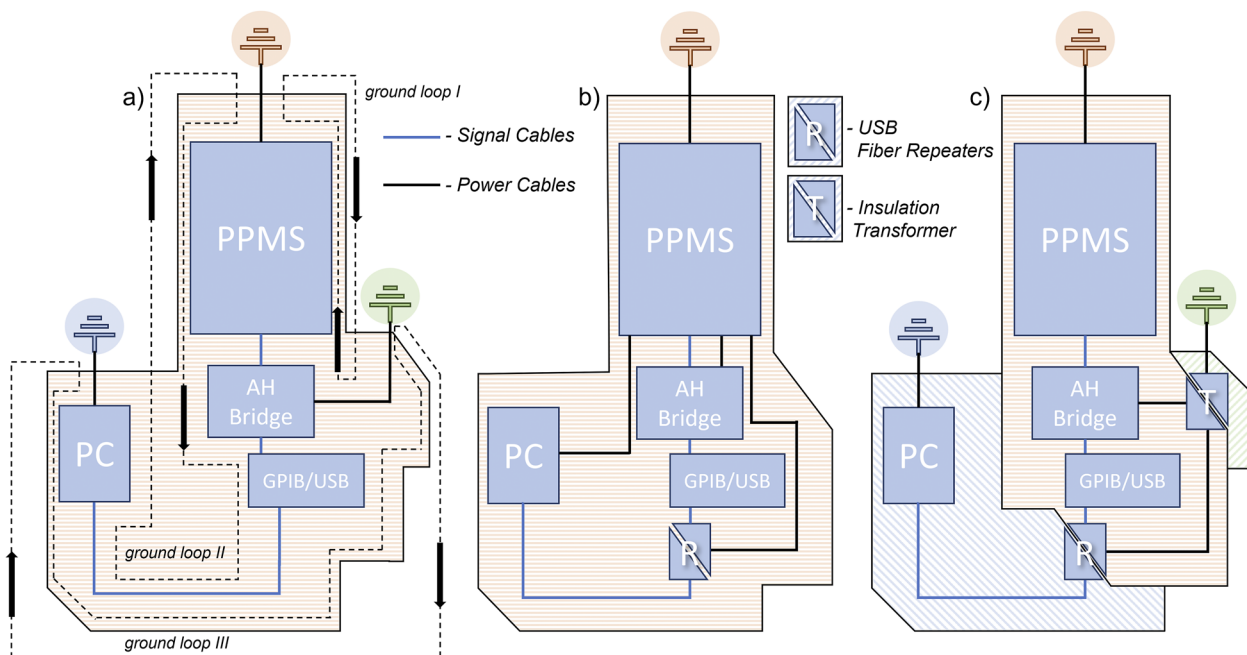 a)
ground loop I
- Signal Cables
- Power Cables
PPMS
AH
Bridge
PC
GPIB/USB
ground loop II
ground loop III
b)
PPMS
AH
Bridge
PC
GPIB/USB
R
R
- USB
Fiber Repeaters
T
- Insulation
Transformer
c)
PPMS
AH
Bridge
T
PC
GPIB/USB
R